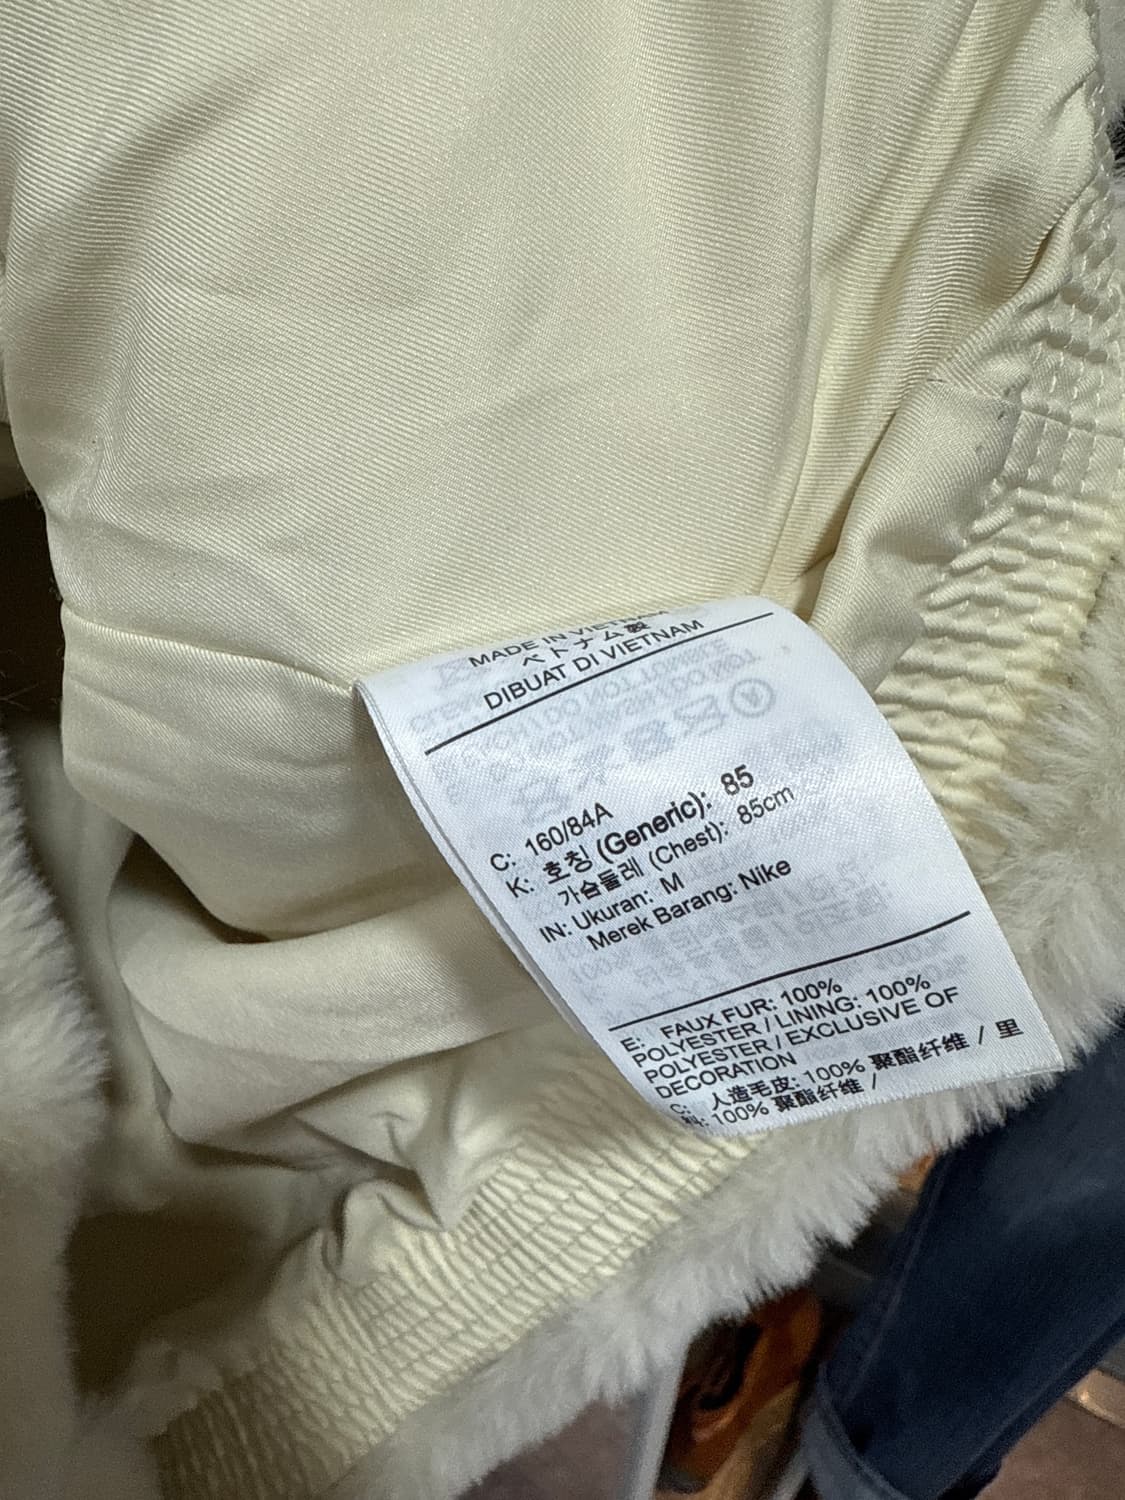 MADE IN VIETNAM
ベトナム製
DIBUAT DI VIETNAM
C: 160/84A
K: 호칭 (Generic): 85
가슴둘레 (Chest): 85cm
IN: Ukuran: M
Merek Barang: Nike
E: FAUX FUR: 100%
POLYESTER / LINING: 100%
POLYESTER / EXCLUSIVE OF
DECORATION
C: 人造毛皮: 100% 聚酯纤维 / 里
料: 100% 聚酯纤维 /